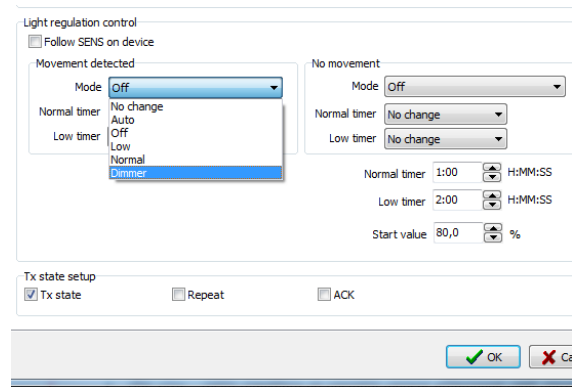 Light regulation control
Follow SENS on device
Movement detected
Mode Off
Normal timer
Low timer
No change
Auto
Off
Low
Normal
Dimmer
No movement
Mode Off
Normal timer No change
Low timer No change
Normal timer 1:00 H:MM:SS
Low timer 2:00 H:MM:SS
Start value 80,0 %
Tx state setup
Tx state Repeat ACK
OK Ca